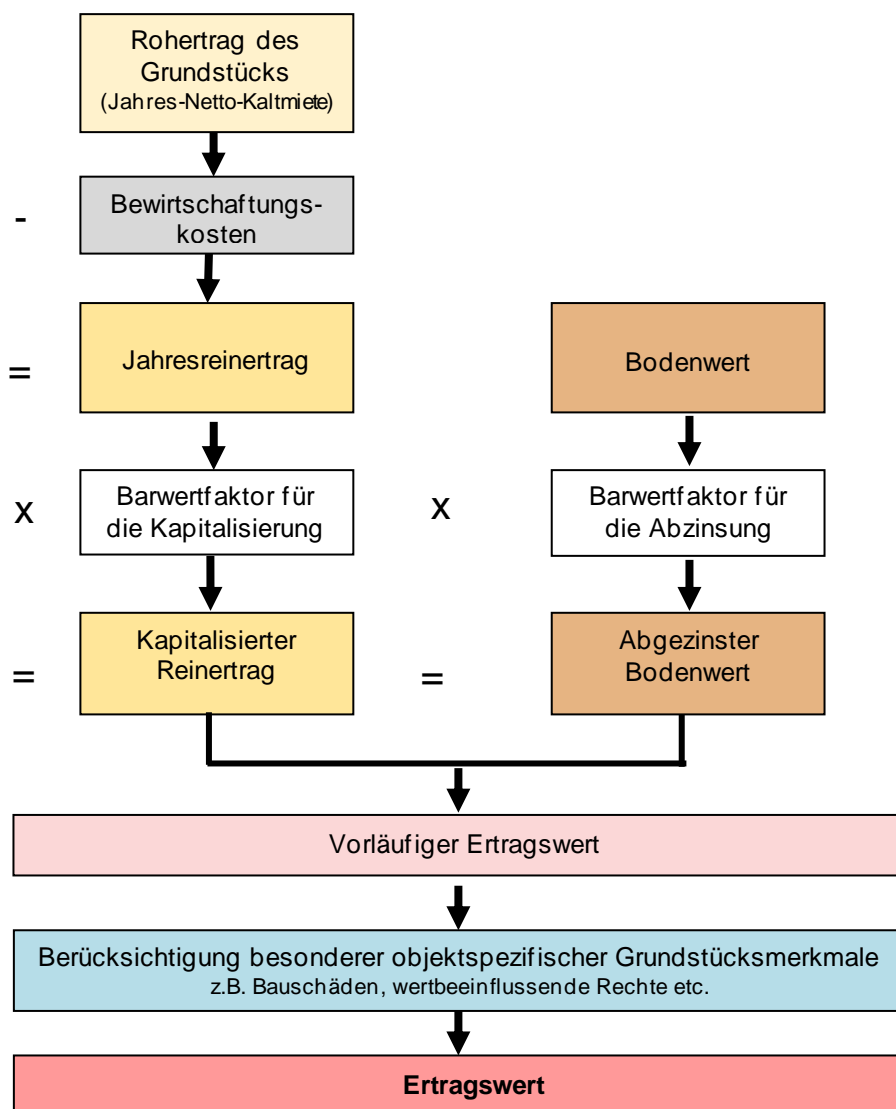 Rohertrag des
Grundstücks
(Jahres-Netto-Kaltmiete)
-
Bewirtschaftungs-
kosten
=
Jahresreinertrag
Bodenwert
x
Barwertfaktor für
die Kapitalisierung
x
Barwertfaktor für
die Abzinsung
=
Kapitalisierter
Reinertrag
=
Abgezinster
Bodenwert
Vorläufiger Ertragswert
Berücksichtigung besonderer objektspezifischer Grundstücksmerkmale
z.B. Bauschäden, wertbeeinflussende Rechte etc.
Ertragswert